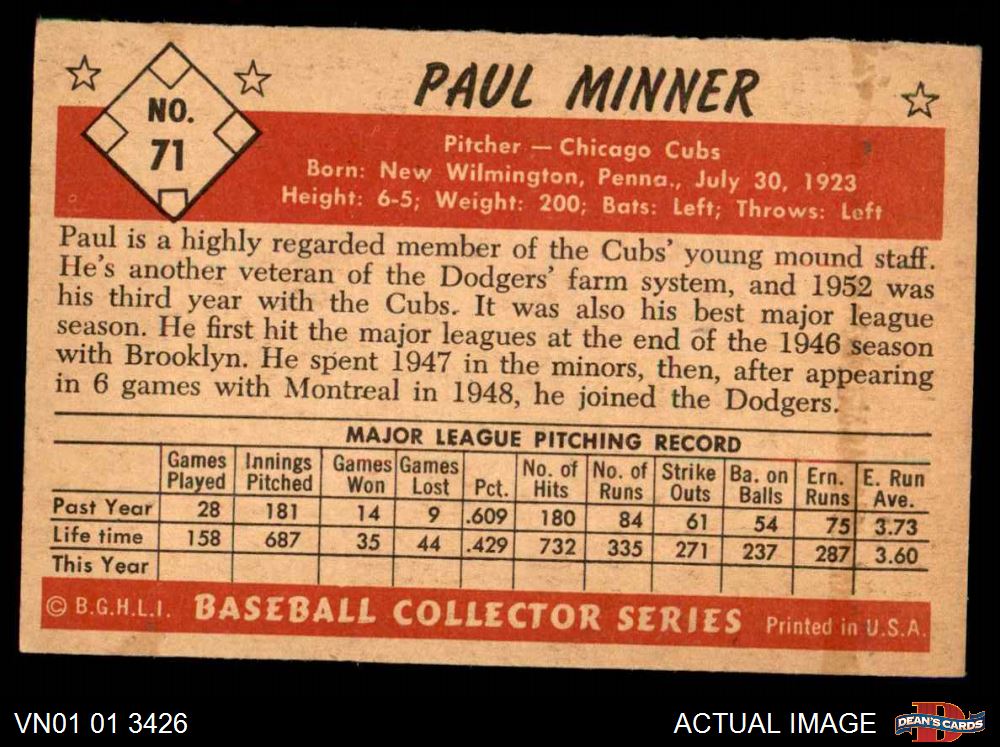 NO.
71
PAUL MINNER
Pitcher — Chicago Cubs
Born: New Wilmington, Penna., July 30, 1923
Height: 6-5; Weight: 200; Bats: Left; Throws: Left
Paul is a highly regarded member of the Cubs' young mound staff.
He's another veteran of the Dodgers' farm system, and 1952 was
his third year with the Cubs. It was also his best major league
season. He first hit the major leagues at the end of the 1946 season
with Brooklyn. He spent 1947 in the minors, then, after appearing
in 6 games with Montreal in 1948, he joined the Dodgers.
MAJOR LEAGUE PITCHING RECORD
Games Played Innings Pitched Games Won Games Lost Pct. No. of Hits No. of Runs Strike Outs Ba. on Balls Ern. Runs E. Run Ave.
Past Year 28 181 14 9 .609 180 84 61 54 75 3.73
Life time 158 687 35 44 .429 732 335 271 237 287 3.60
This Year
© B.G.H.L.I. BASEBALL COLLECTOR SERIES Printed in U.S.A.
VN01 01 3426 ACTUAL IMAGE DEAN'S CARDS